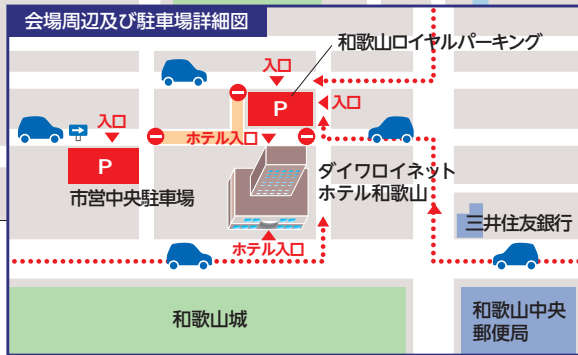 会場周辺及び駐車場詳細図
和歌山ロイヤルパーキング
入口
P
入口
入口
ホテル入口
P
市営中央駐車場
ダイワロイネット
ホテル和歌山
三井住友銀行
ホテル入口
和歌山城
和歌山中央
郵便局